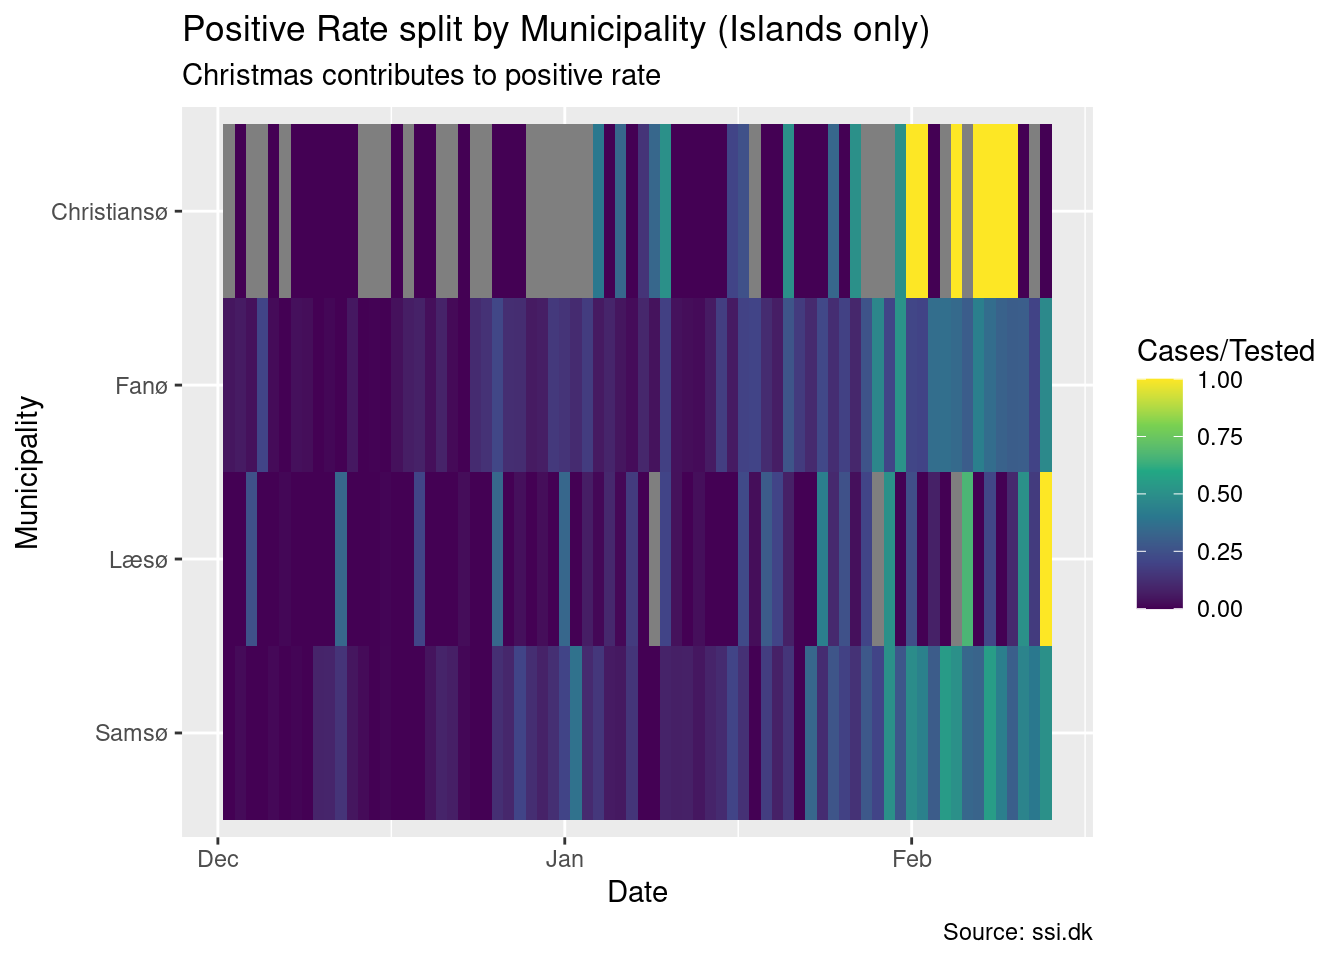 Positive Rate split by Municipality (Islands only)
Christmas contributes to positive rate
Municipality
Christiansø
Fanø
Læsø
Samsø
Dec
Jan
Feb
Date
Cases/Tested
1.00
0.75
0.50
0.25
0.00
Source: ssi.dk